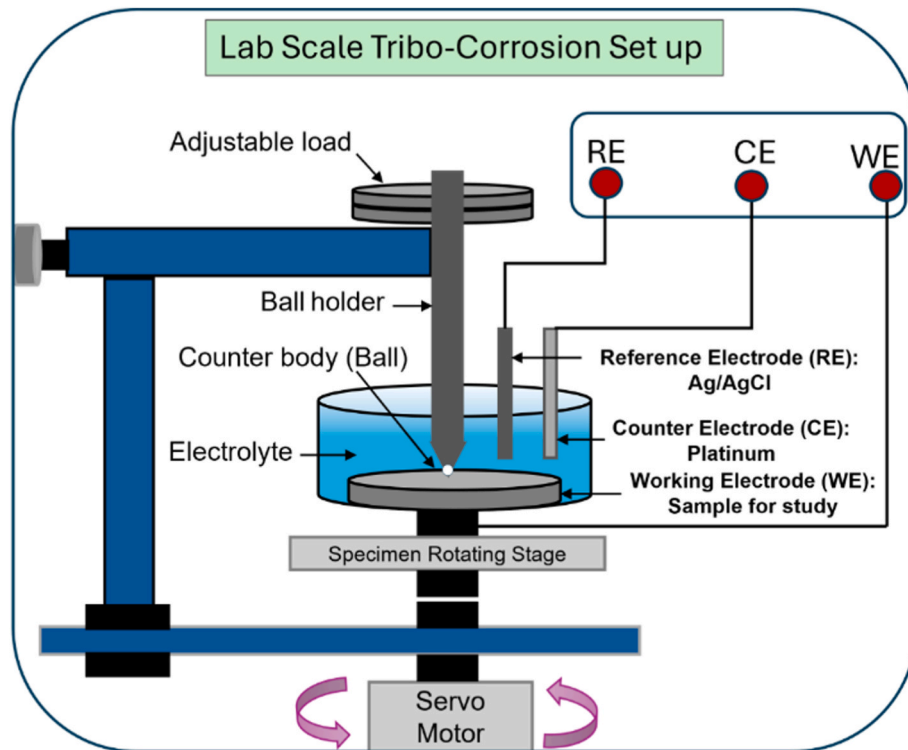 Lab Scale Tribo-Corrosion Set up
Adjustable load
RE
CE
WE
Ball holder
Counter body (Ball)
Reference Electrode (RE):
Ag/AgCl
Electrolyte
Counter Electrode (CE):
Platinum
Working Electrode (WE):
Sample for study
Specimen Rotating Stage
Servo
Motor